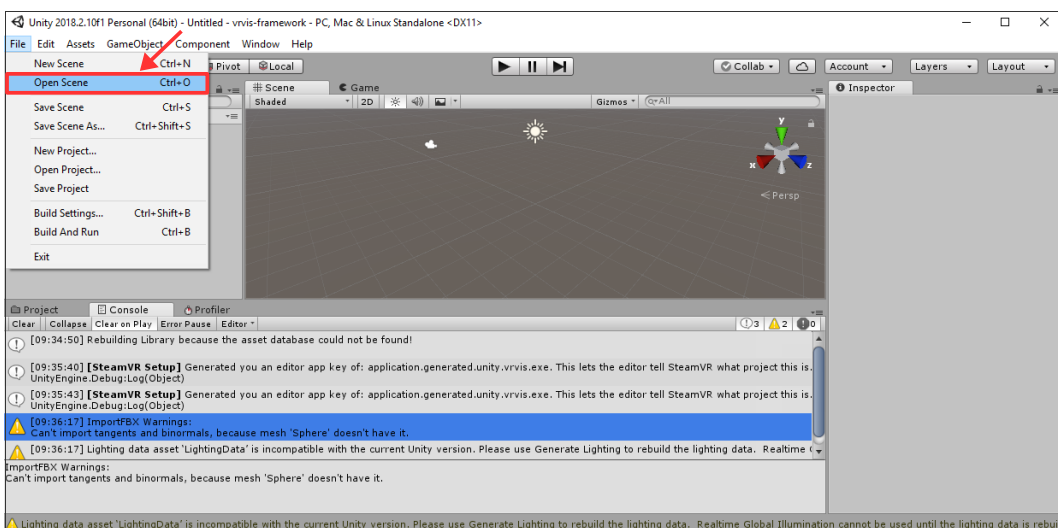 Unity 2018.2.10f1 Personal (64bit) - Untitled - vrvis-framework - PC, Mac & Linux Standalone <DX11>
File Edit Assets GameObject Component Window Help
New Scene Ctrl+N
Open Scene Ctrl+O
Save Scene Ctrl+S
Save Scene As... Ctrl+Shift+S
New Project...
Open Project...
Save Project
Build Settings... Ctrl+Shift+B
Build And Run Ctrl+B
Exit
Pivot Local Collab Account Layers Layout
Scene Game Inspector
Shaded 2D Gizmos All
y
x z
Persp
Project Console Profiler
Clear Collapse Clear on Play Error Pause Editor 3 2 0
[09:34:50] Rebuilding Library because the asset database could not be found!
[09:35:40] [SteamVR Setup] Generated you an editor app key of: application.generated.unity.vrvis.exe. This lets the editor tell SteamVR what project this is.
UnityEngine.Debug:Log(Object)
[09:35:43] [SteamVR Setup] Generated you an editor app key of: application.generated.unity.vrvis.exe. This lets the editor tell SteamVR what project this is.
UnityEngine.Debug:Log(Object)
[09:36:17] ImportFBX Warnings:
Can't import tangents and binormals, because mesh 'Sphere' doesn't have it.
[09:36:17] Lighting data asset 'LightingData' is incompatible with the current Unity version. Please use Generate Lighting to rebuild the lighting data. Realtime
ImportFBX Warnings:
Can't import tangents and binormals, because mesh 'Sphere' doesn't have it.
Lighting data asset 'LightingData' is incompatible with the current Unity version. Please use Generate Lighting to rebuild the lighting data. Realtime Global Illumination cannot be used until the lighting data is rebui